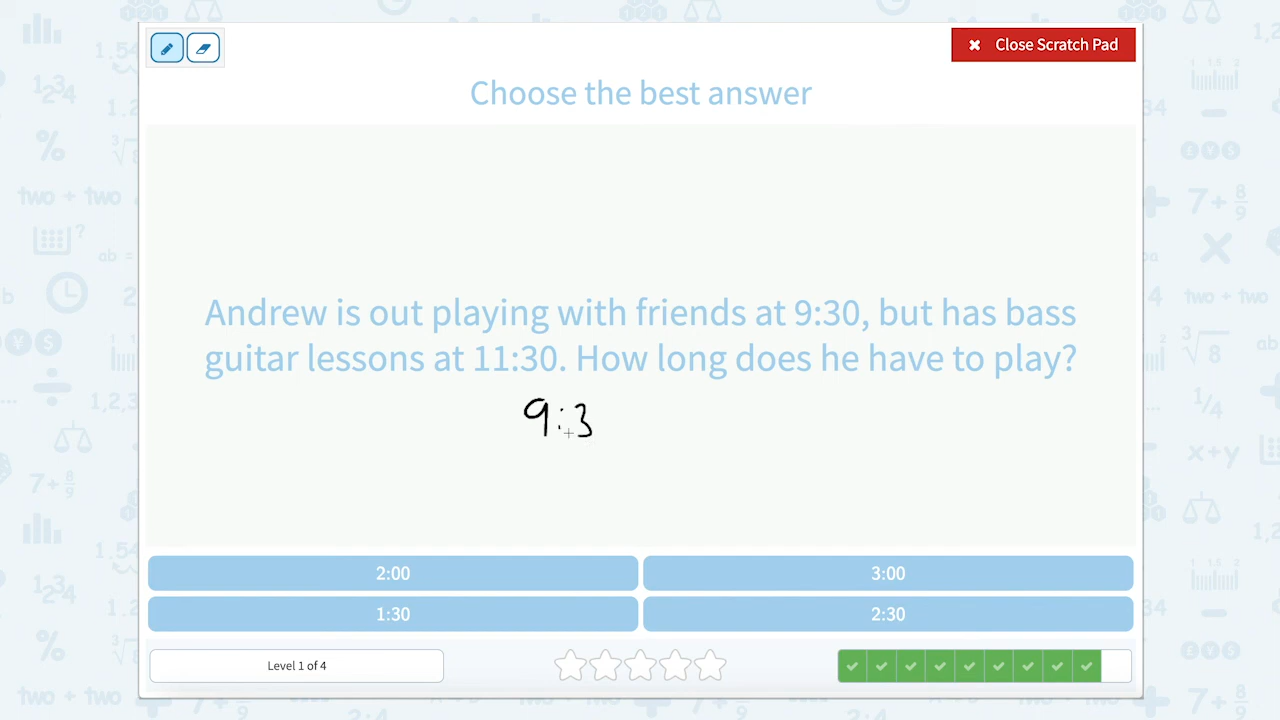 Close Scratch Pad
Choose the best answer
Andrew is out playing with friends at 9:30, but has bass
guitar lessons at 11:30. How long does he have to play?
9:3
2:00
3:00
1:30
2:30
Level 1 of 4